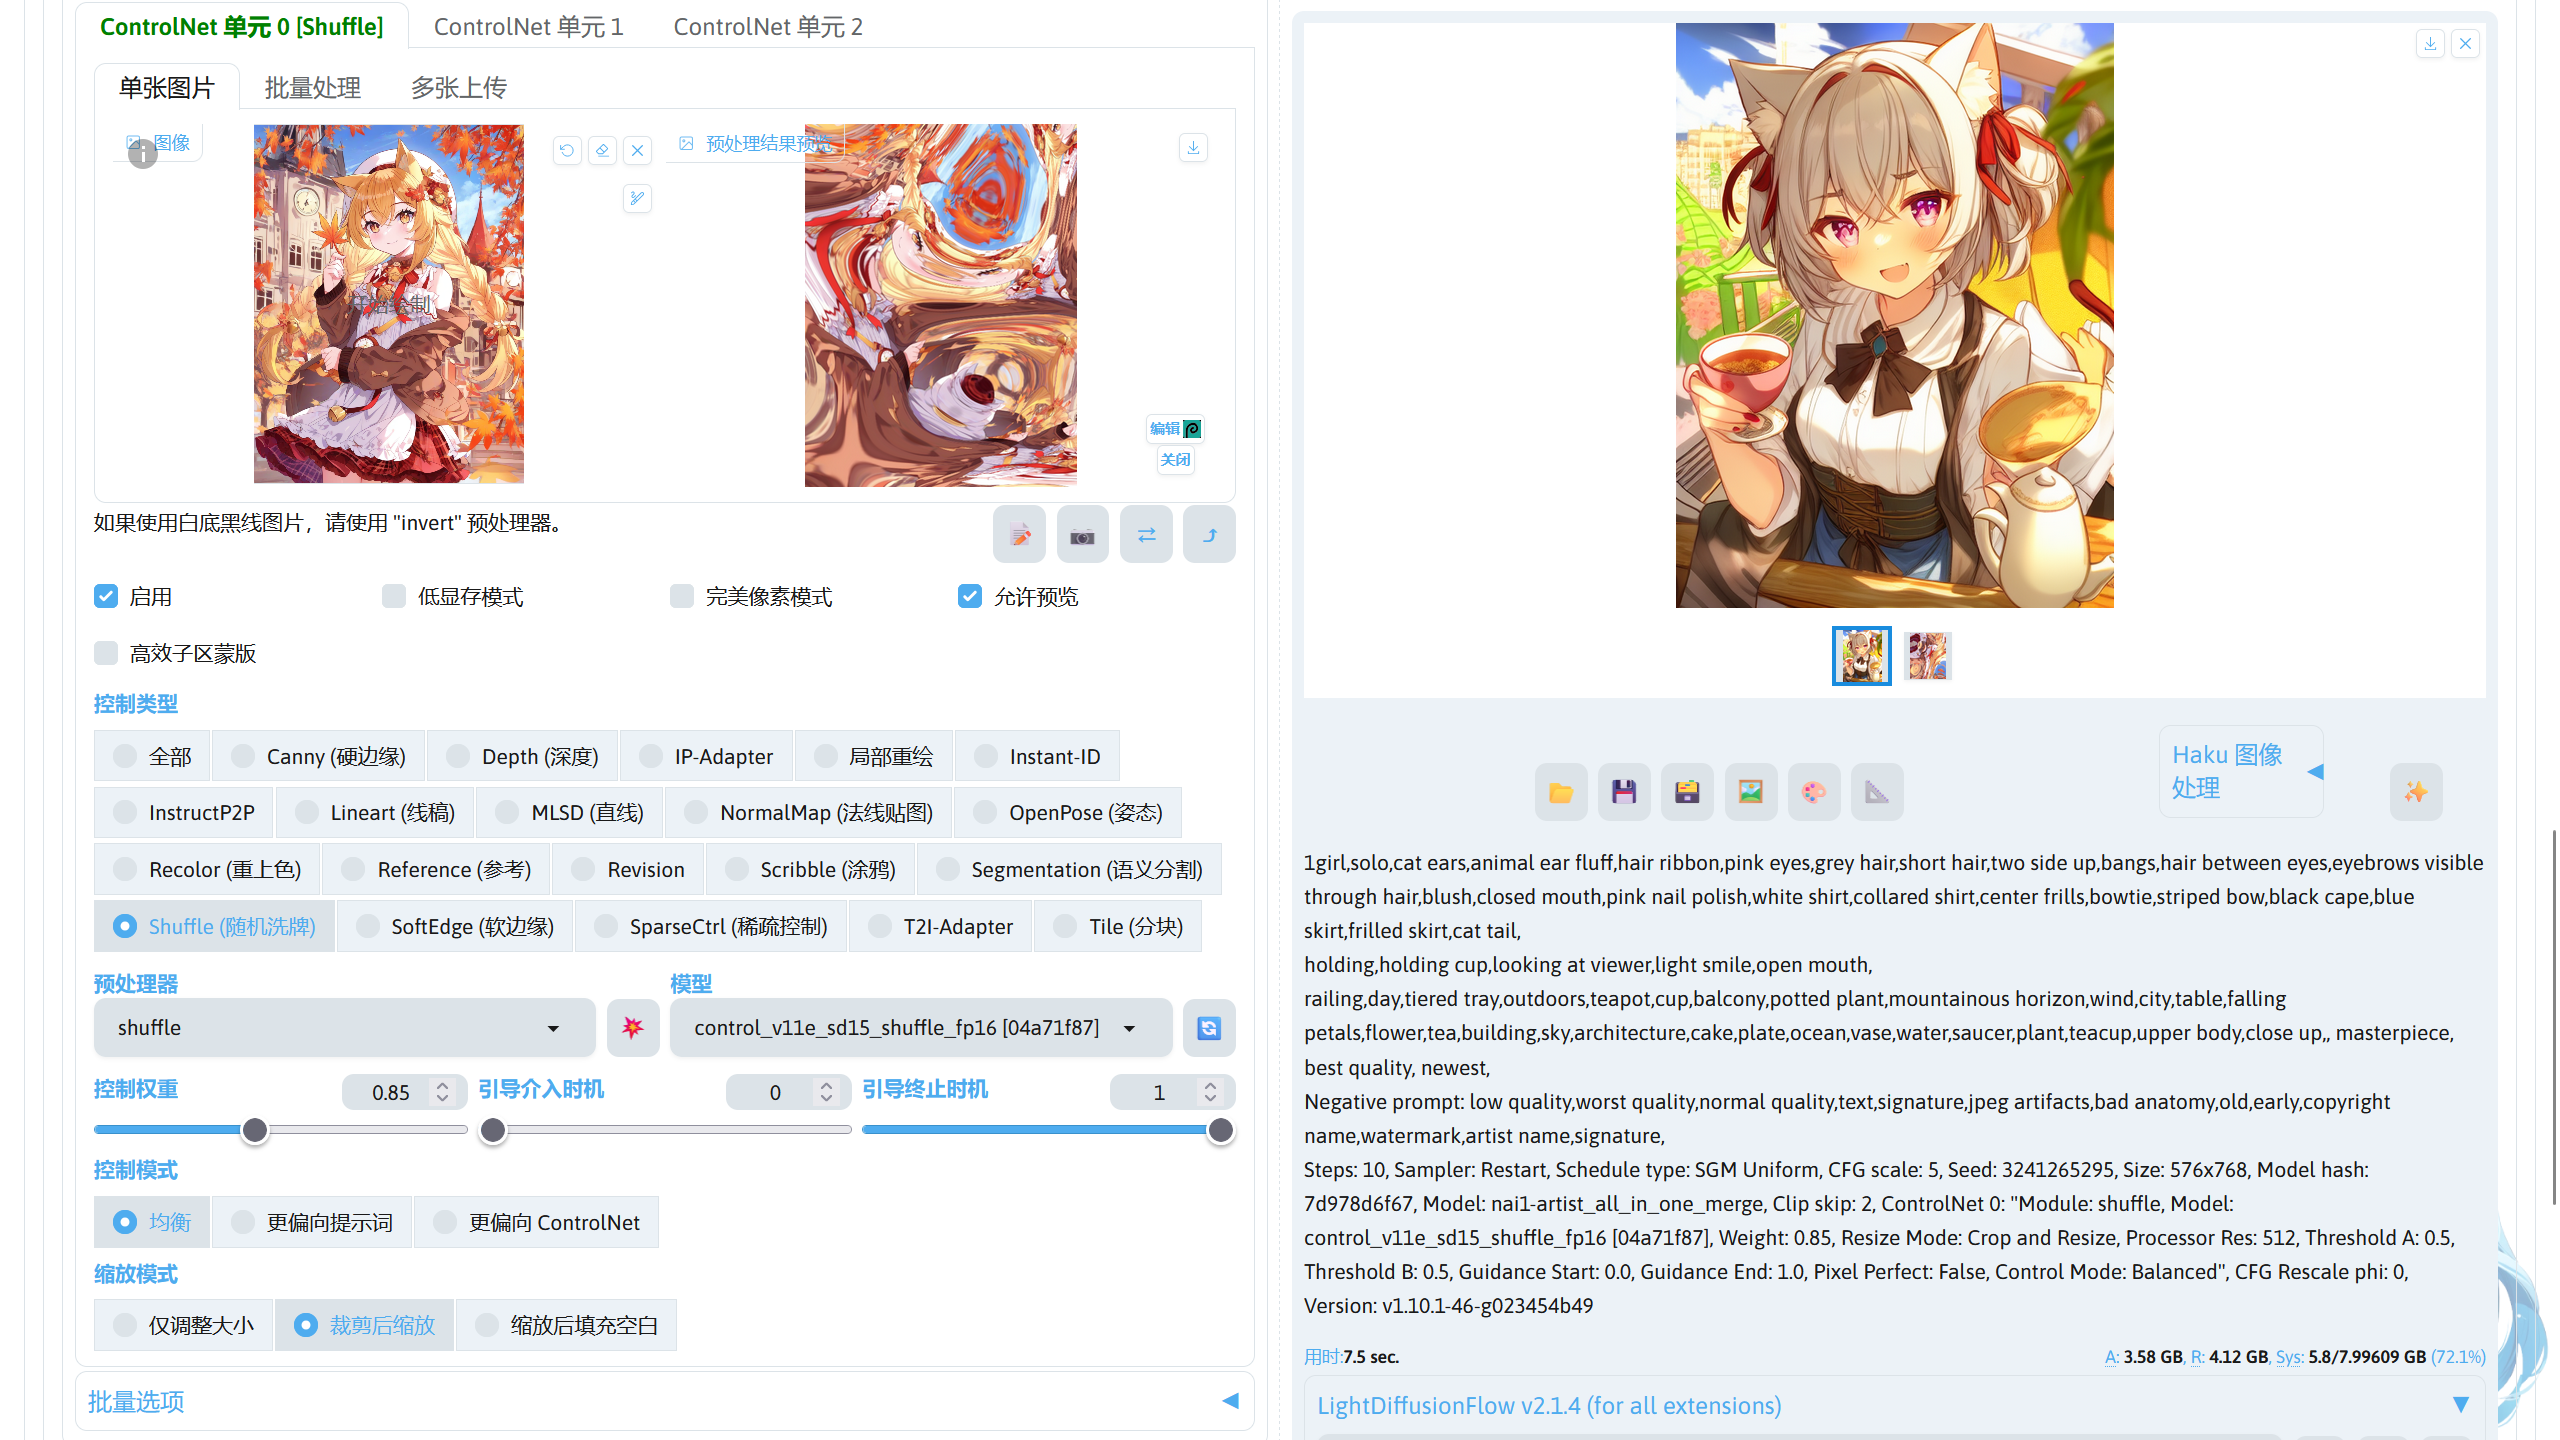 ControlNet 单元 0 [Shuffle]
ControlNet 单元 1
ControlNet 单元 2
单张图片
批量处理
多张上传
图像
开始绘制
预处理结果预览
编辑
关闭
如果使用白底黑线图片，请使用 "invert" 预处理器。
启用
低显存模式
完美像素模式
允许预览
高效子区蒙版
控制类型
全部
Canny (硬边缘)
Depth (深度)
IP-Adapter
局部重绘
Instant-ID
InstructP2P
Lineart (线稿)
MLSD (直线)
NormalMap (法线贴图)
OpenPose (姿态)
Recolor (重上色)
Reference (参考)
Revision
Scribble (涂鸦)
Segmentation (语义分割)
Shuffle (随机洗牌)
SoftEdge (软边缘)
SparseCtrl (稀疏控制)
T2I-Adapter
Tile (分块)
预处理器
模型
shuffle
control_v11e_sd15_shuffle_fp16 [04a71f87]
控制权重
0.85
引导介入时机
0
引导终止时机
1
控制模式
均衡
更偏向提示词
更偏向 ControlNet
缩放模式
仅调整大小
裁剪后缩放
缩放后填充空白
批量选项
Haku 图像
处理
1girl,solo,cat ears,animal ear fluff,hair ribbon,pink eyes,grey hair,short hair,two side up,bangs,hair between eyes,eyebrows visible
through hair,blush,closed mouth,pink nail polish,white shirt,collared shirt,center frills,bowtie,striped bow,black cape,blue
skirt,frilled skirt,cat tail,
holding,holding cup,looking at viewer,light smile,open mouth,
railing,day,tiered tray,outdoors,teapot,cup,balcony,potted plant,mountainous horizon,wind,city,table,falling
petals,flower,tea,building,sky,architecture,cake,plate,ocean,vase,water,saucer,plant,teacup,upper body,close up,, masterpiece,
best quality, newest,
Negative prompt: low quality,worst quality,normal quality,text,signature,jpeg artifacts,bad anatomy,old,early,copyright
name,watermark,artist name,signature,
Steps: 10, Sampler: Restart, Schedule type: SGM Uniform, CFG scale: 5, Seed: 3241265295, Size: 576x768, Model hash:
7d978d6f67, Model: nai1-artist_all_in_one_merge, Clip skip: 2, ControlNet 0: "Module: shuffle, Model:
control_v11e_sd15_shuffle_fp16 [04a71f87], Weight: 0.85, Resize Mode: Crop and Resize, Processor Res: 512, Threshold A: 0.5,
Threshold B: 0.5, Guidance Start: 0.0, Guidance End: 1.0, Pixel Perfect: False, Control Mode: Balanced", CFG Rescale phi: 0,
Version: v1.10.1-46-g023454b49
用时:7.5 sec.
A: 3.58 GB, R: 4.12 GB, Sys: 5.8/7.99609 GB (72.1%)
LightDiffusionFlow v2.1.4 (for all extensions)